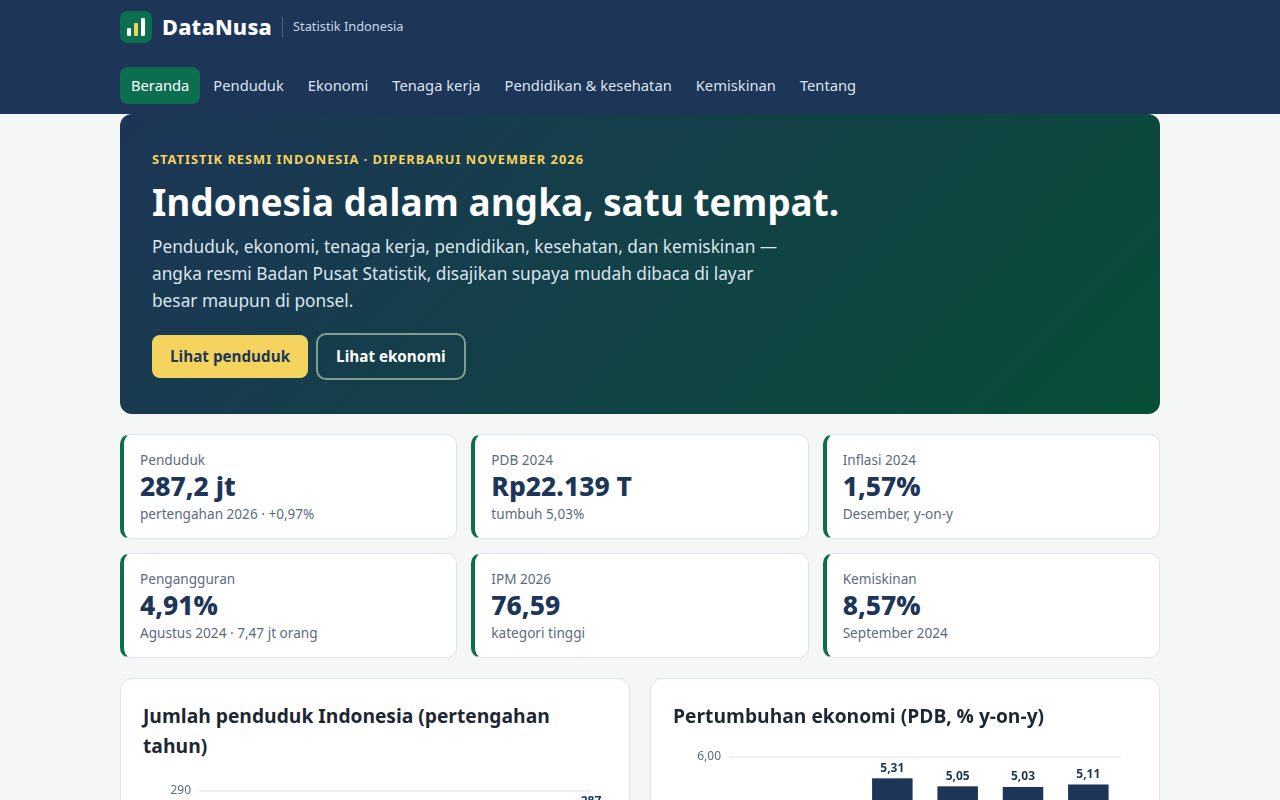 DataNusa
Statistik Indonesia
Beranda
Penduduk
Ekonomi
Tenaga kerja
Pendidikan & kesehatan
Kemiskinan
Tentang
STATISTIK RESMI INDONESIA · DIPERBARUI NOVEMBER 2026
Indonesia dalam angka, satu tempat.
Penduduk, ekonomi, tenaga kerja, pendidikan, kesehatan, dan kemiskinan —
angka resmi Badan Pusat Statistik, disajikan supaya mudah dibaca di layar
besar maupun di ponsel.
Lihat penduduk
Lihat ekonomi
Penduduk
287,2 jt
pertengahan 2026 · +0,97%
PDB 2024
Rp22.139 T
tumbuh 5,03%
Inflasi 2024
1,57%
Desember, y-on-y
Pengangguran
4,91%
Agustus 2024 · 7,47 jt orang
IPM 2026
76,59
kategori tinggi
Kemiskinan
8,57%
September 2024
Jumlah penduduk Indonesia (pertengahan
tahun)
290
287
Pertumbuhan ekonomi (PDB, % y-on-y)
6,00
5,31
5,05
5,03
5,11